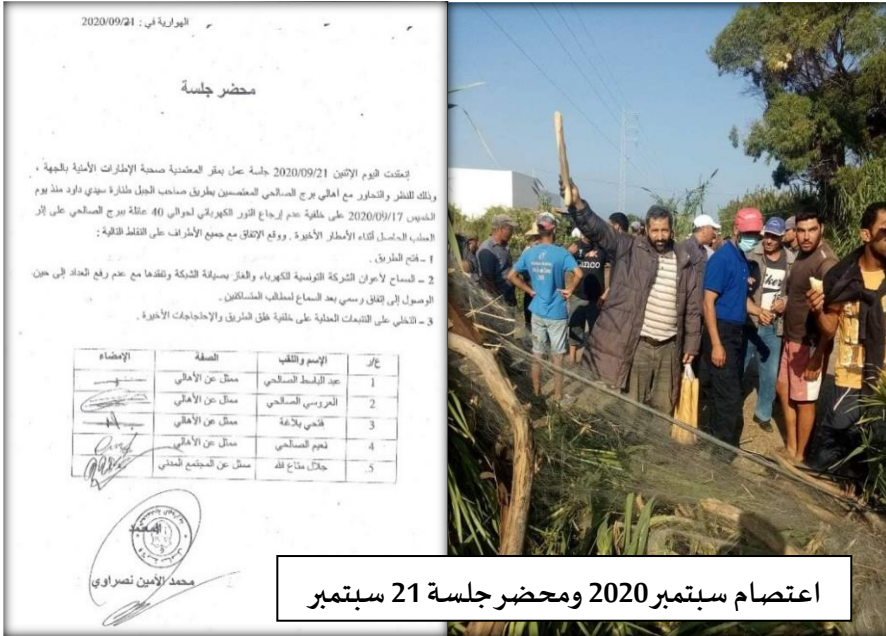 الهوارية في : 2020/09/21
محضر جلسة
إنعقدت اليوم الإثنين 2020/09/21 جلسة عمل بمقر المعتمدية صحبة الإطارات الأمنية بالجهة ،
وذلك للنظر والتحاور مع أهالي برج الصالحي المعتصمين بطريق صاحب الجبل طنارة سيدي داود منذ يوم
الخميس 2020/09/17 على خلفية عدم إرجاع النور الكهربائي لحوالي 40 عائلة ببرج الصالحي على إثر
العطب الحاصل أثناء الأمطار الأخيرة . ووقع الإتفاق مع جميع الأطراف على النقاط التالية :
1 – فتح الطريق .
2 – السماح لأعوان الشركة التونسية للكهرباء والغاز بصيانة الشبكة وتفقدها مع عدم رفع العداد إلى حين
الوصول إلى إتفاق رسمي بعد السماع لمطالب المتساكنين .
3 – التخلي على التتبعات العدلية على خلفية غلق الطريق والإحتجاجات الأخيرة .
ع/ر الإسم واللقب الصفة الإمضاء
1 عبد الباسط الصالحي ممثل عن الأهالي
2 العروسي الصالحي ممثل عن الأهالي
3 فتحي بلاغة ممثل عن الأهالي
4 نعيم الصالحي ممثل عن الأهالي
5 جلال متاع الله ممثل عن المجتمع المدني
المعتمد
محمد الأمين نصراوي
اعتصام سبتمبر 2020 ومحضر جلسة 21 سبتمبر